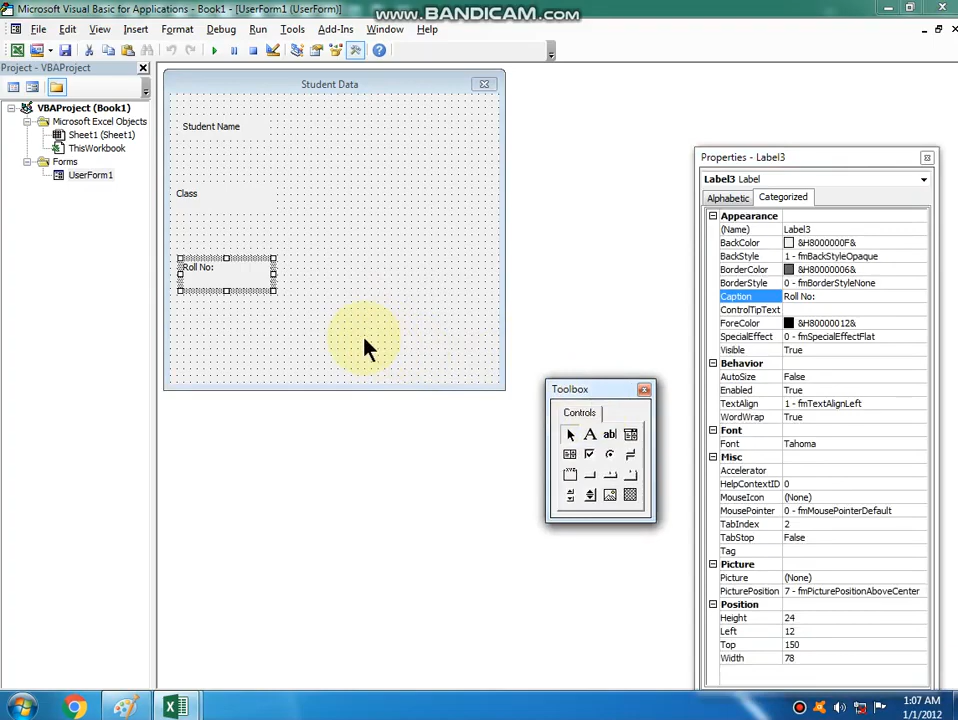 Microsoft Visual Basic for Applications - Book1 - [UserForm1 (UserForm)]
www.BANDICAM.com
File Edit View Insert Format Debug Run Tools Add-Ins Window Help
Project - VBAProject
VBAProject (Book1)
Microsoft Excel Objects
Sheet1 (Sheet1)
ThisWorkbook
Forms
UserForm1
Student Data
Student Name
Class
Roll No:
Toolbox
Controls
A ab|
Properties - Label3
Label3 Label
Alphabetic Categorized
Appearance
(Name) Label3
BackColor &H8000000F&
BackStyle 1 - fmBackStyleOpaque
BorderColor &H80000006&
BorderStyle 0 - fmBorderStyleNone
Caption Roll No:
ControlTipText
ForeColor &H80000012&
SpecialEffect 0 - fmSpecialEffectFlat
Visible True
Behavior
AutoSize False
Enabled True
TextAlign 1 - fmTextAlignLeft
WordWrap True
Font
Font Tahoma
Misc
Accelerator
HelpContextID 0
MouseIcon (None)
MousePointer 0 - fmMousePointerDefault
TabIndex 2
TabStop False
Tag
Picture
Picture (None)
PicturePosition 7 - fmPicturePositionAboveCenter
Position
Height 24
Left 12
Top 150
Width 78
1:07 AM
1/1/2012